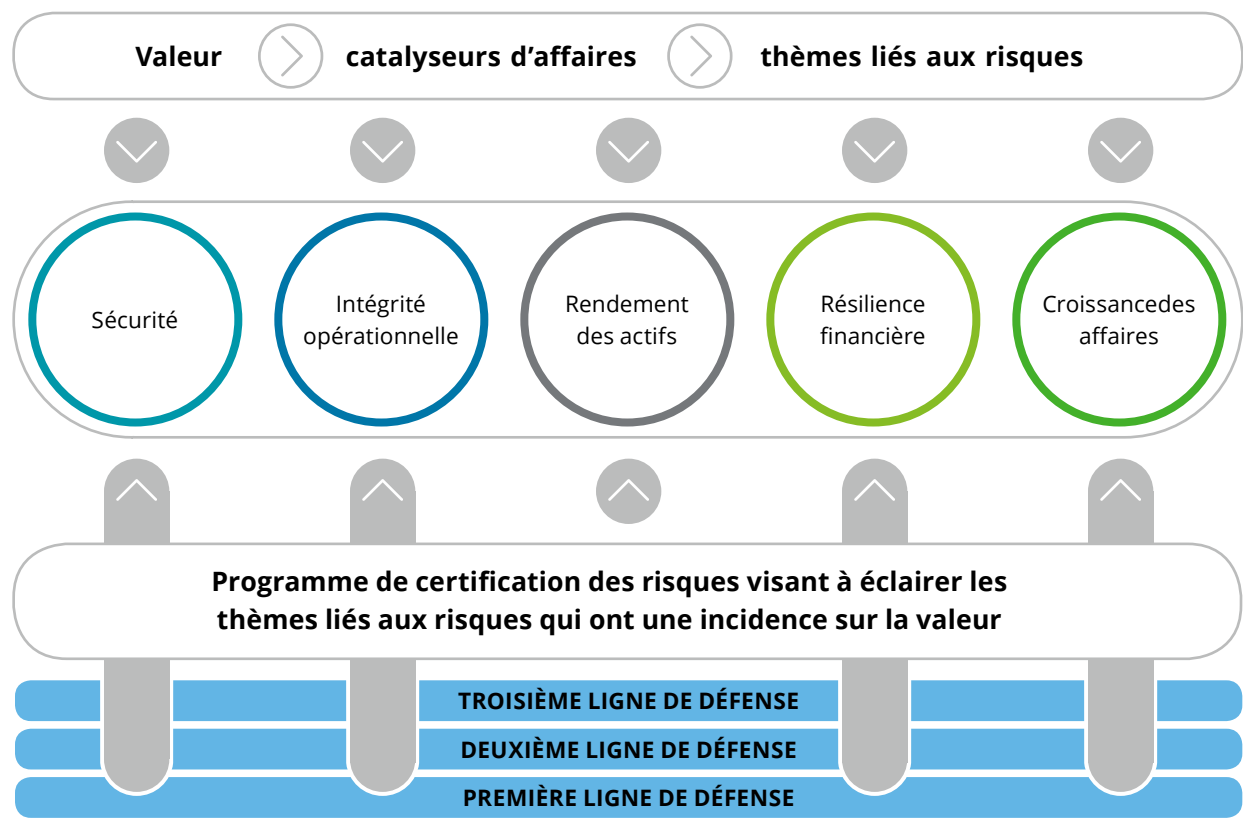 Valeur catalyseurs d’affaires thèmes liés aux risques
Sécurité
Intégrité
opérationnelle
Rendement
des actifs
Résilience
financière
Croissancedes
affaires
Programme de certification des risques visant à éclairer les
thèmes liés aux risques qui ont une incidence sur la valeur
TROISIÈME LIGNE DE DÉFENSE
DEUXIÈME LIGNE DE DÉFENSE
PREMIÈRE LIGNE DE DÉFENSE